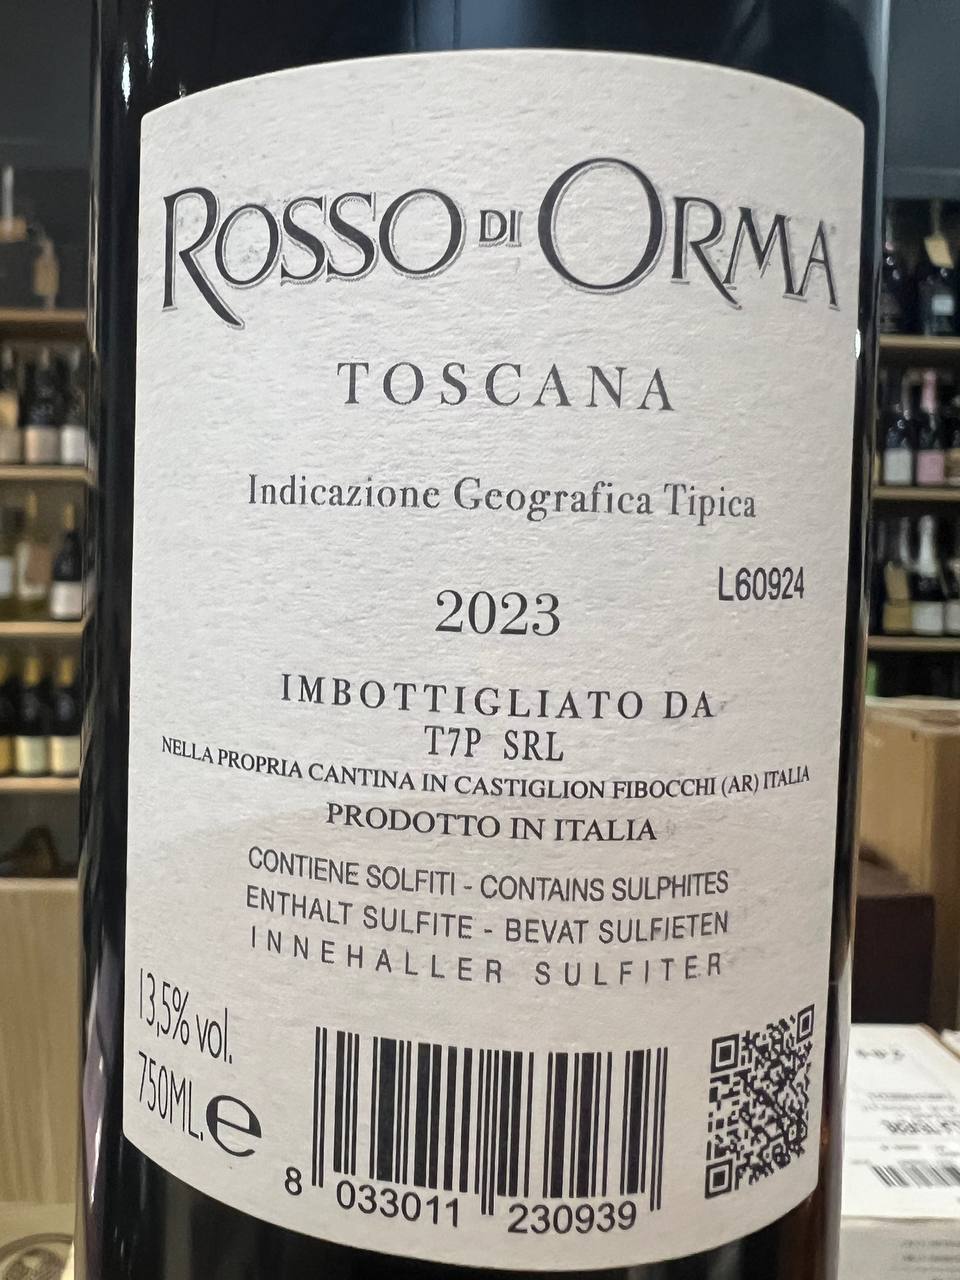 ROSSO DI ORMA
TOSCANA
Indicazione Geografica Tipica
L60924
2023
IMBOTTIGLIATO DA
T7P SRL
NELLA PROPRIA CANTINA IN CASTIGLION FIBOCCHI (AR) ITALIA
PRODOTTO IN ITALIA
CONTIENE SOLFITI - CONTAINS SULPHITES
ENTHALT SULFITE - BEVAT SULFIETEN
INNEHALLER SULFITER
13,5% vol.
750ML. e
8 033011 230939